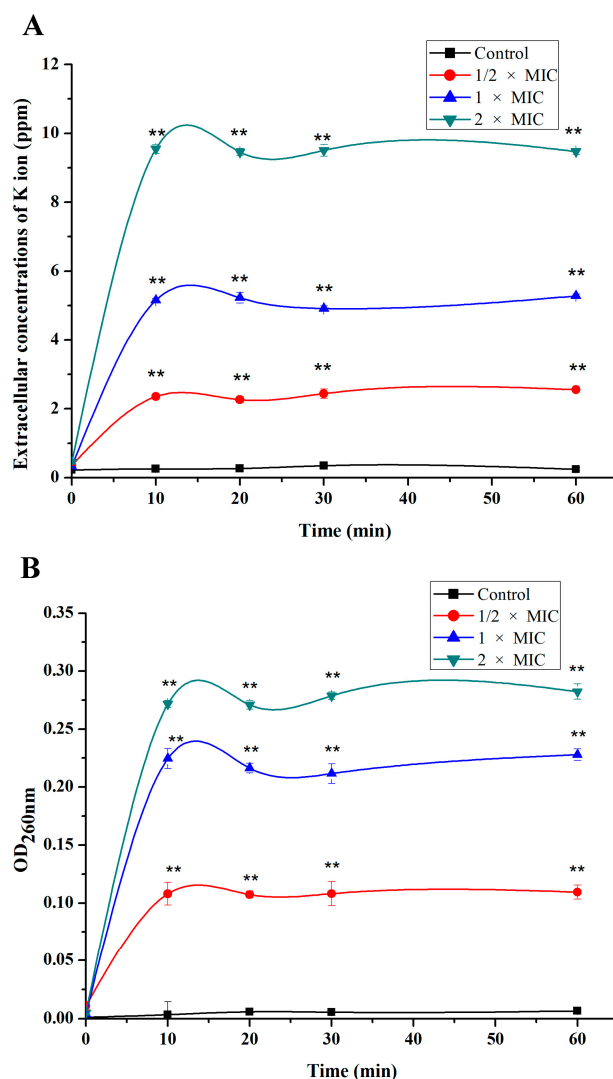 A
Control
1/2 × MIC
1 × MIC
2 × MIC
Extracellular concentrations of K ion (ppm)
12
10
8
6
4
2
0
** ** ** **
** ** ** **
** ** ** **
0 10 20 30 40 50 60
Time (min)
B
Control
1/2 × MIC
1 × MIC
2 × MIC
OD260nm
0.35
0.30
0.25
0.20
0.15
0.10
0.05
0.00
** ** ** **
** ** ** **
** ** ** **
0 10 20 30 40 50 60
Time (min)